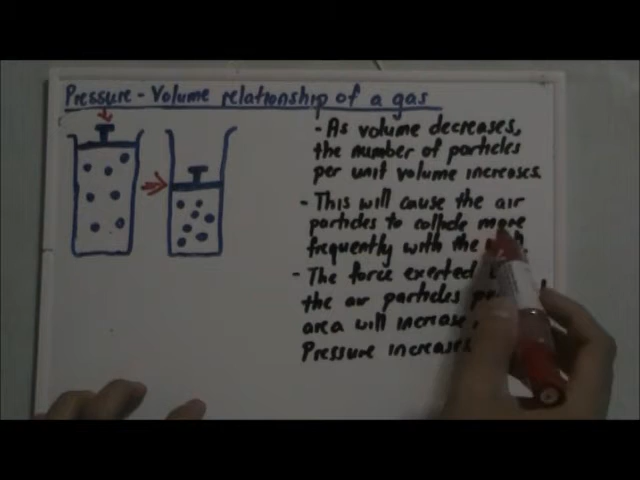 Pressure - Volume relationship of a gas
- As volume decreases,
the number of particles
per unit volume increases.
- This will cause the air
particles to collide more
frequently with the
- The force exerted
the air particles
area will increase
Pressure increases